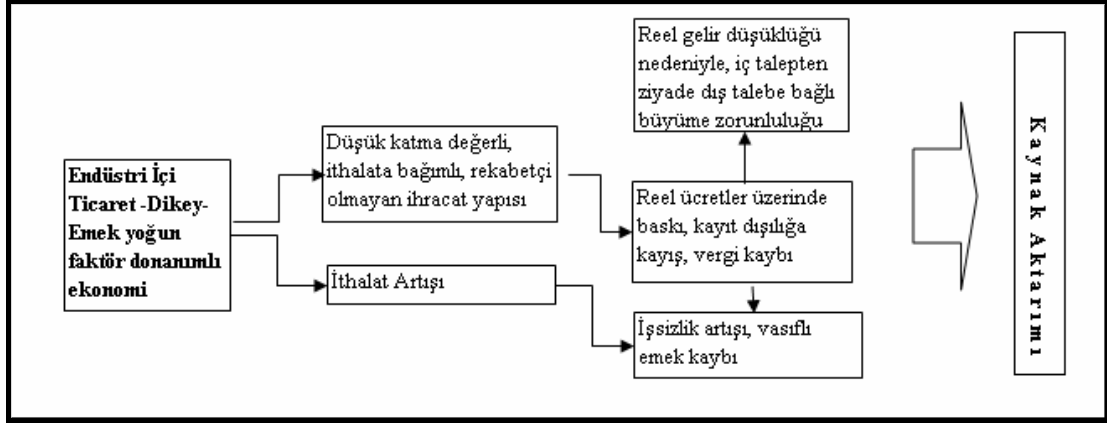 Endüstri İçi
Ticaret -Dikey-
Emek yoğun
faktör donanımlı
ekonomi
Düşük katma değerli,
ithalata bağımlı, rekabetçi
olmayan ihracat yapısı
İthalat Artışı
Reel gelir düşüklüğü
nedeniyle, iç talepten
ziyade dış talebe bağlı
büyüme zorunluluğu
Reel ücretler üzerinde
baskı, kayıt dışılığa
kayış, vergi kaybı
İşsizlik artışı, vasıflı
emek kaybı
Kaynak Aktarımı